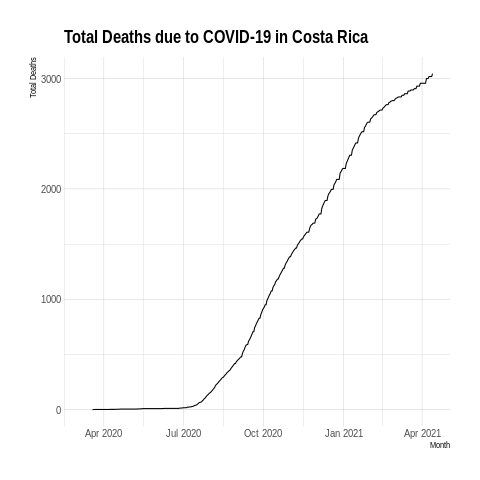 Total Deaths due to COVID-19 in Costa Rica
Total Deaths
3000
2000
1000
0
Apr 2020 Jul 2020 Oct 2020 Jan 2021 Apr 2021
Month